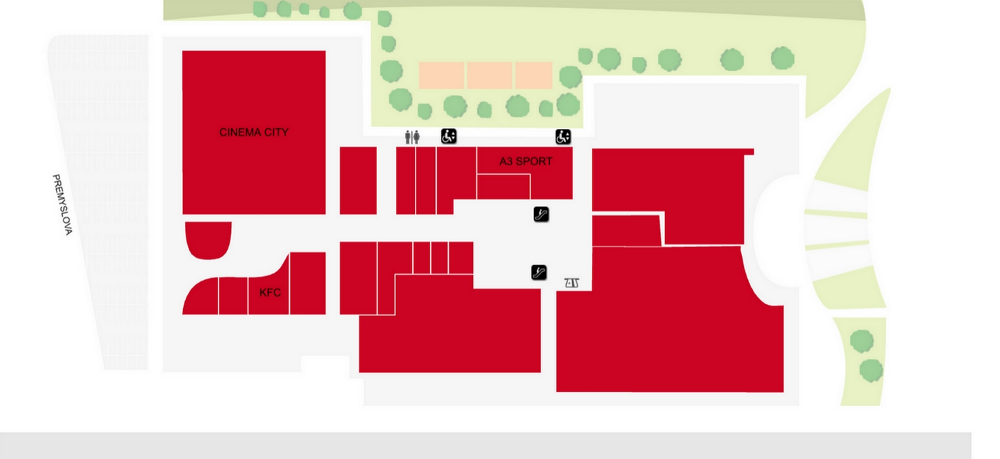 CINEMA CITY
A3 SPORT
PREMYSLOVA
KFC